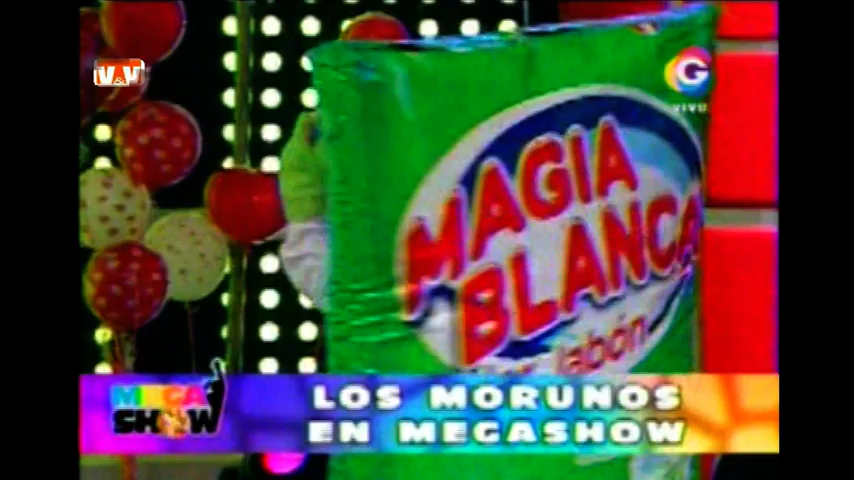 V&V
G
VIVO
MAGIA
BLANCA
jabón
MEGA
SHOW
LOS MORUNOS
EN MEGASHOW